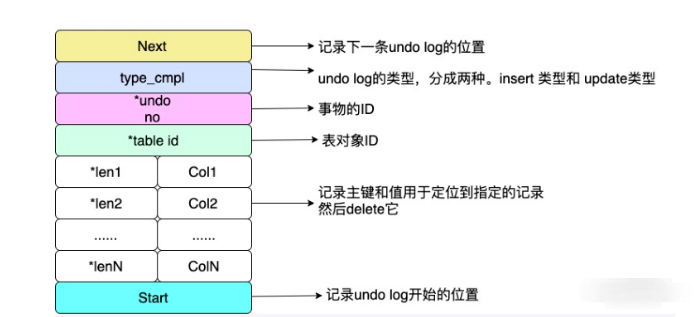 Next
记录下一条undo log的位置
type_cmpl
undo log的类型，分成两种。insert 类型和 update类型
*undo
no
事物的ID
*table id
表对象ID
*len1
Col1
*len2
Col2
记录主键和值用于定位到指定的记录
然后delete它
......
......
*lenN
ColN
Start
记录undo log开始的位置